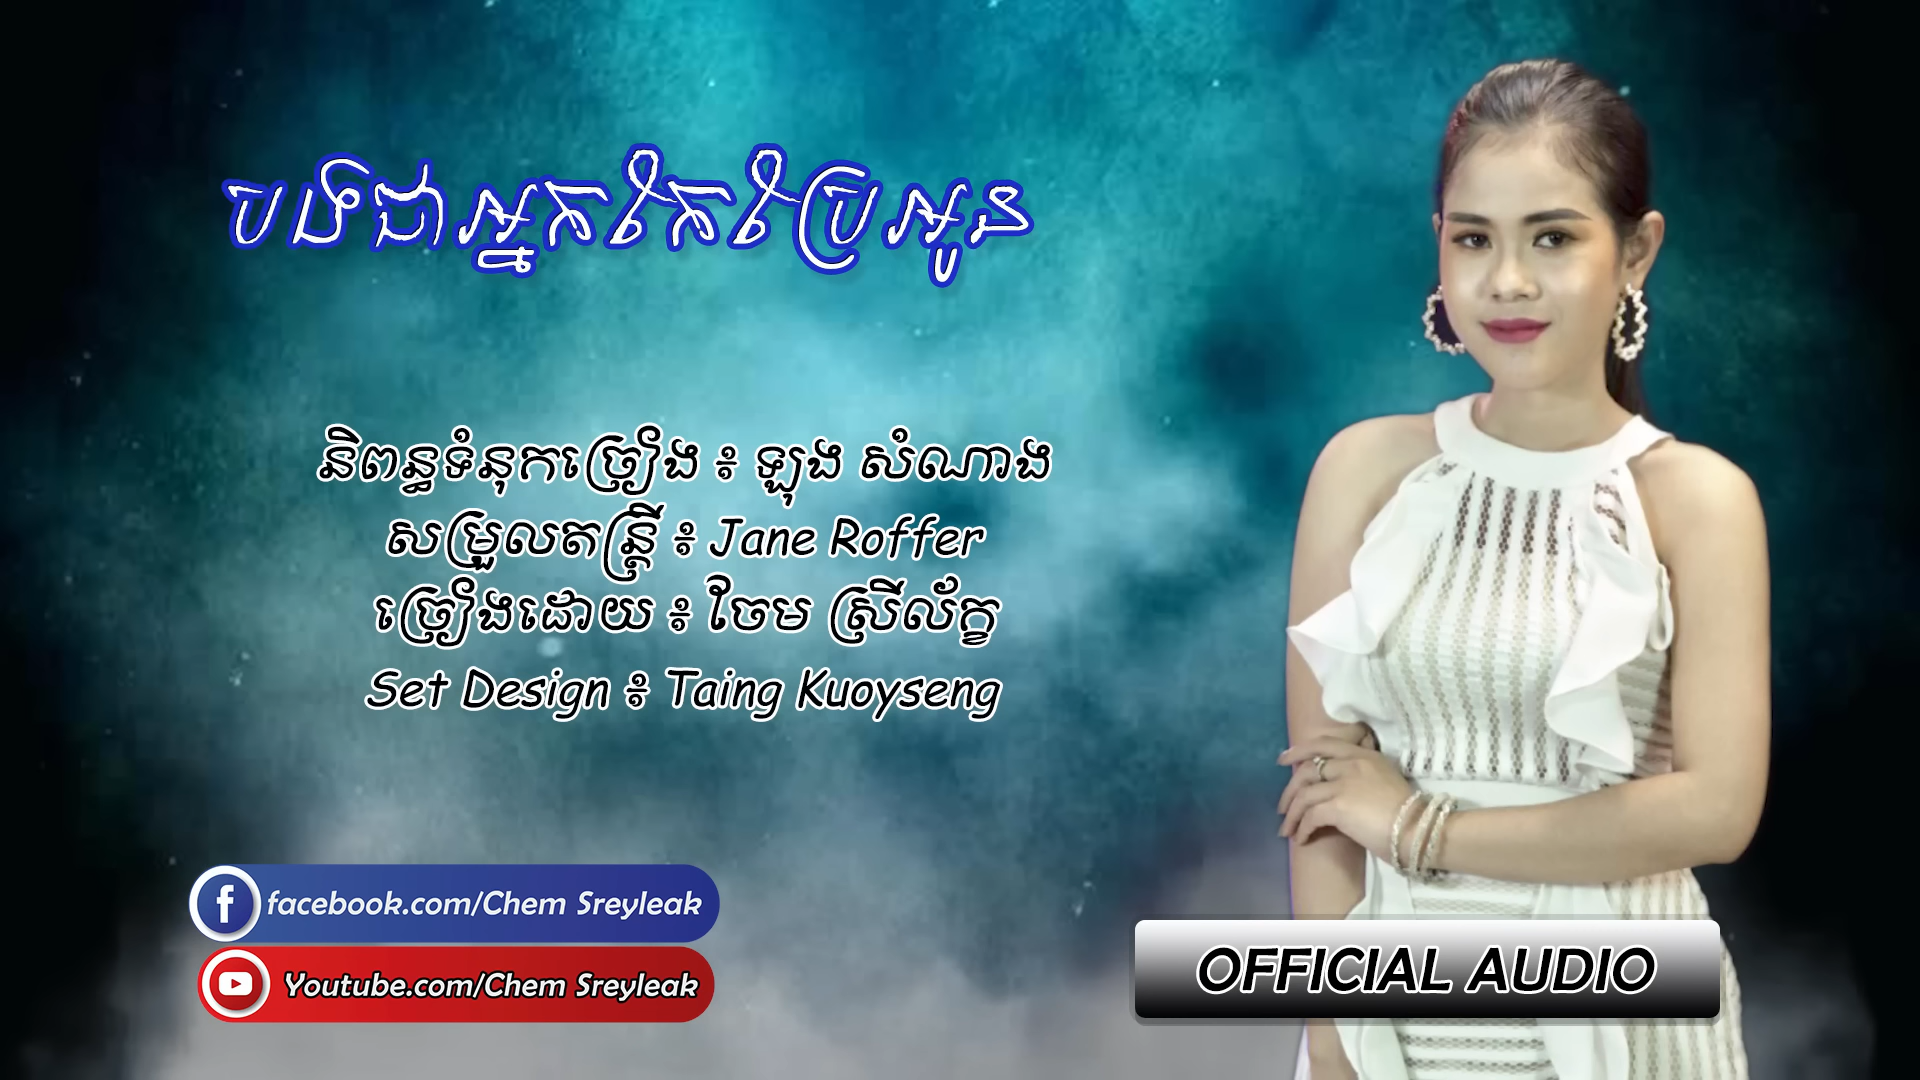 បងជាអ្នកកែប្រែអូន
និពន្ធទំនុកច្រៀង ៖ ឡុង សំណាង
សម្រួលតន្ត្រី ៖ Jane Roffer
ច្រៀងដោយ ៖ ចែម ស្រីល័ក្ខ
Set Design ៖ Taing Kuoyseng
facebook.com/Chem Sreyleak
Youtube.com/Chem Sreyleak
OFFICIAL AUDIO